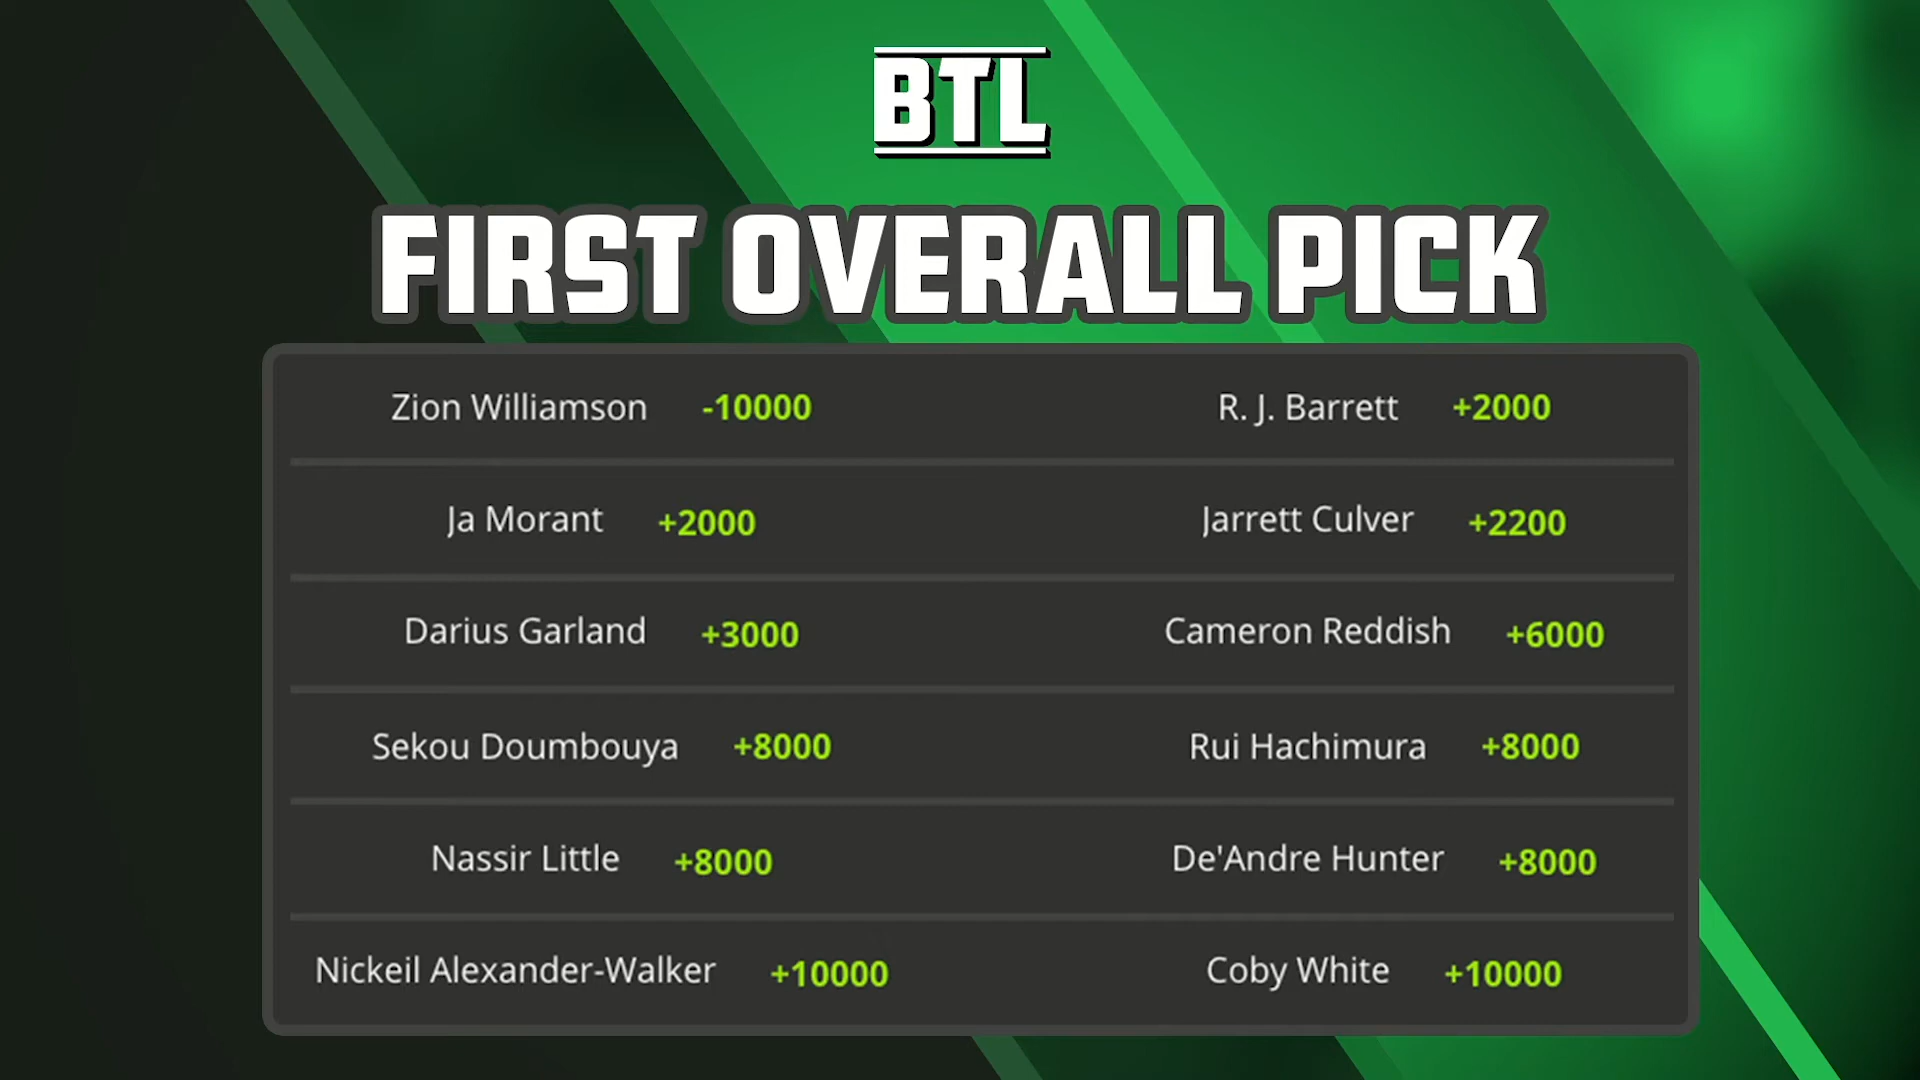 BTL
FIRST OVERALL PICK
Zion Williamson -10000 R. J. Barrett +2000
Ja Morant +2000 Jarrett Culver +2200
Darius Garland +3000 Cameron Reddish +6000
Sekou Doumbouya +8000 Rui Hachimura +8000
Nassir Little +8000 De'Andre Hunter +8000
Nickeil Alexander-Walker +10000 Coby White +10000